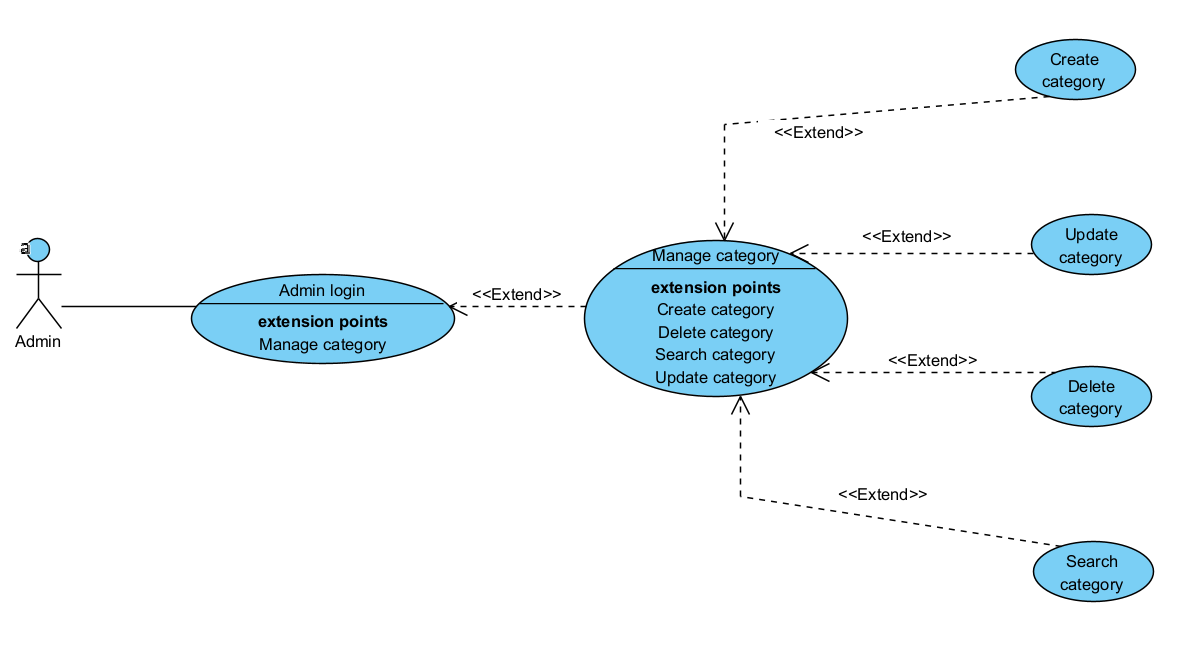 Create
category
<<Extend>>
<<Extend>>
Update
category
a
Admin
Admin login
extension points
Manage category
<<Extend>>
Manage category
extension points
Create category
Delete category
Search category
Update category
<<Extend>>
Delete
category
<<Extend>>
Search
category